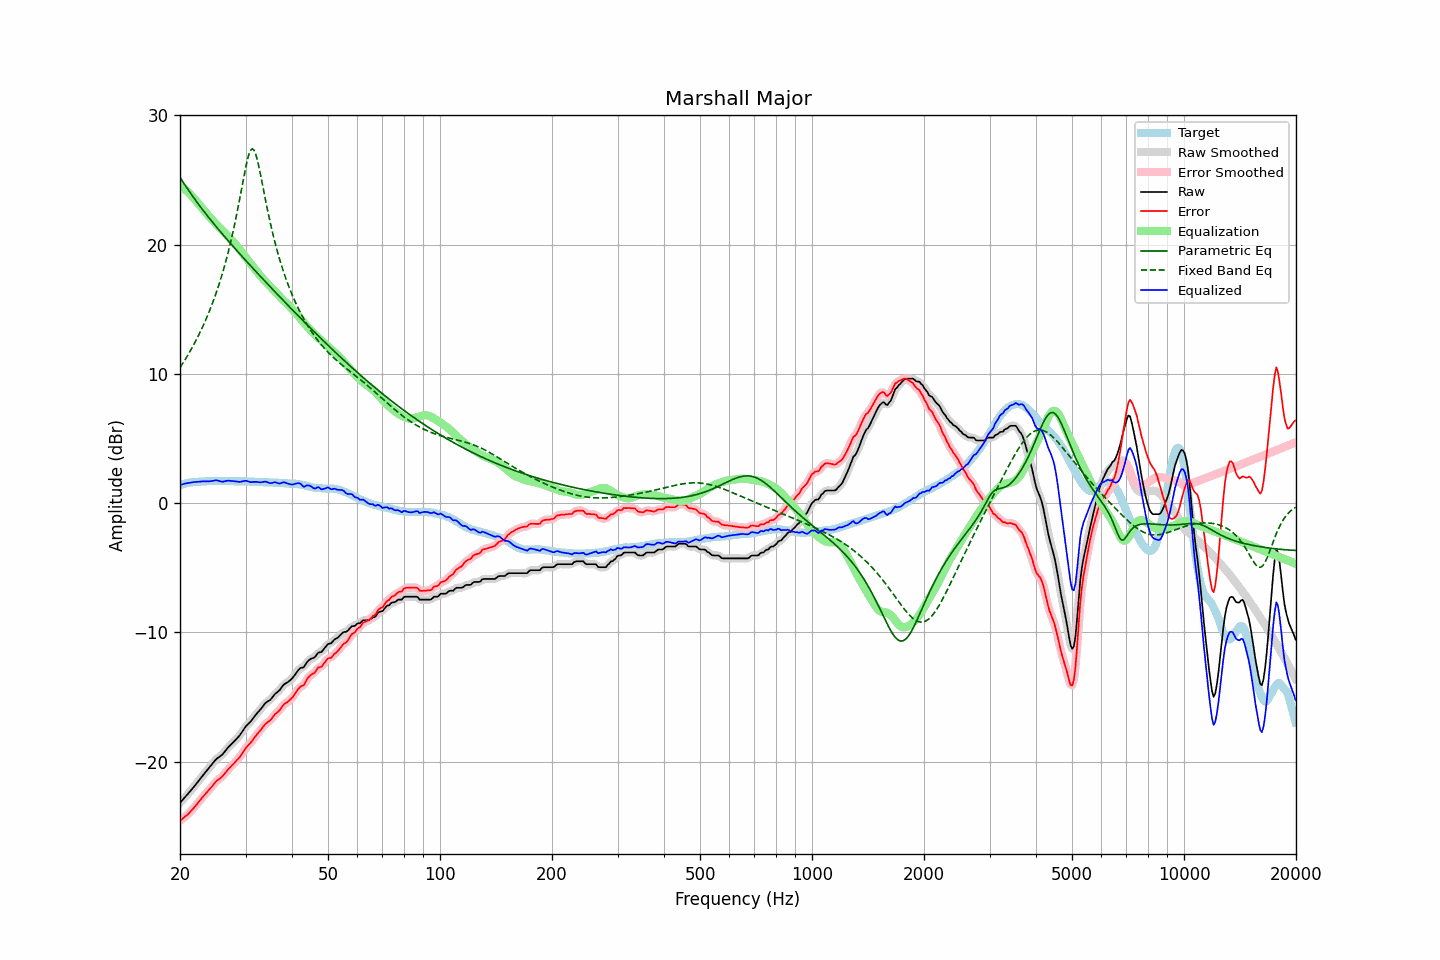 Marshall Major
30
20
10
0
−10
−20
Amplitude (dBr)
Target
Raw Smoothed
Error Smoothed
Raw
Error
Equalization
Parametric Eq
Fixed Band Eq
Equalized
20 50 100 200 500 1000 2000 5000 10000 20000
Frequency (Hz)